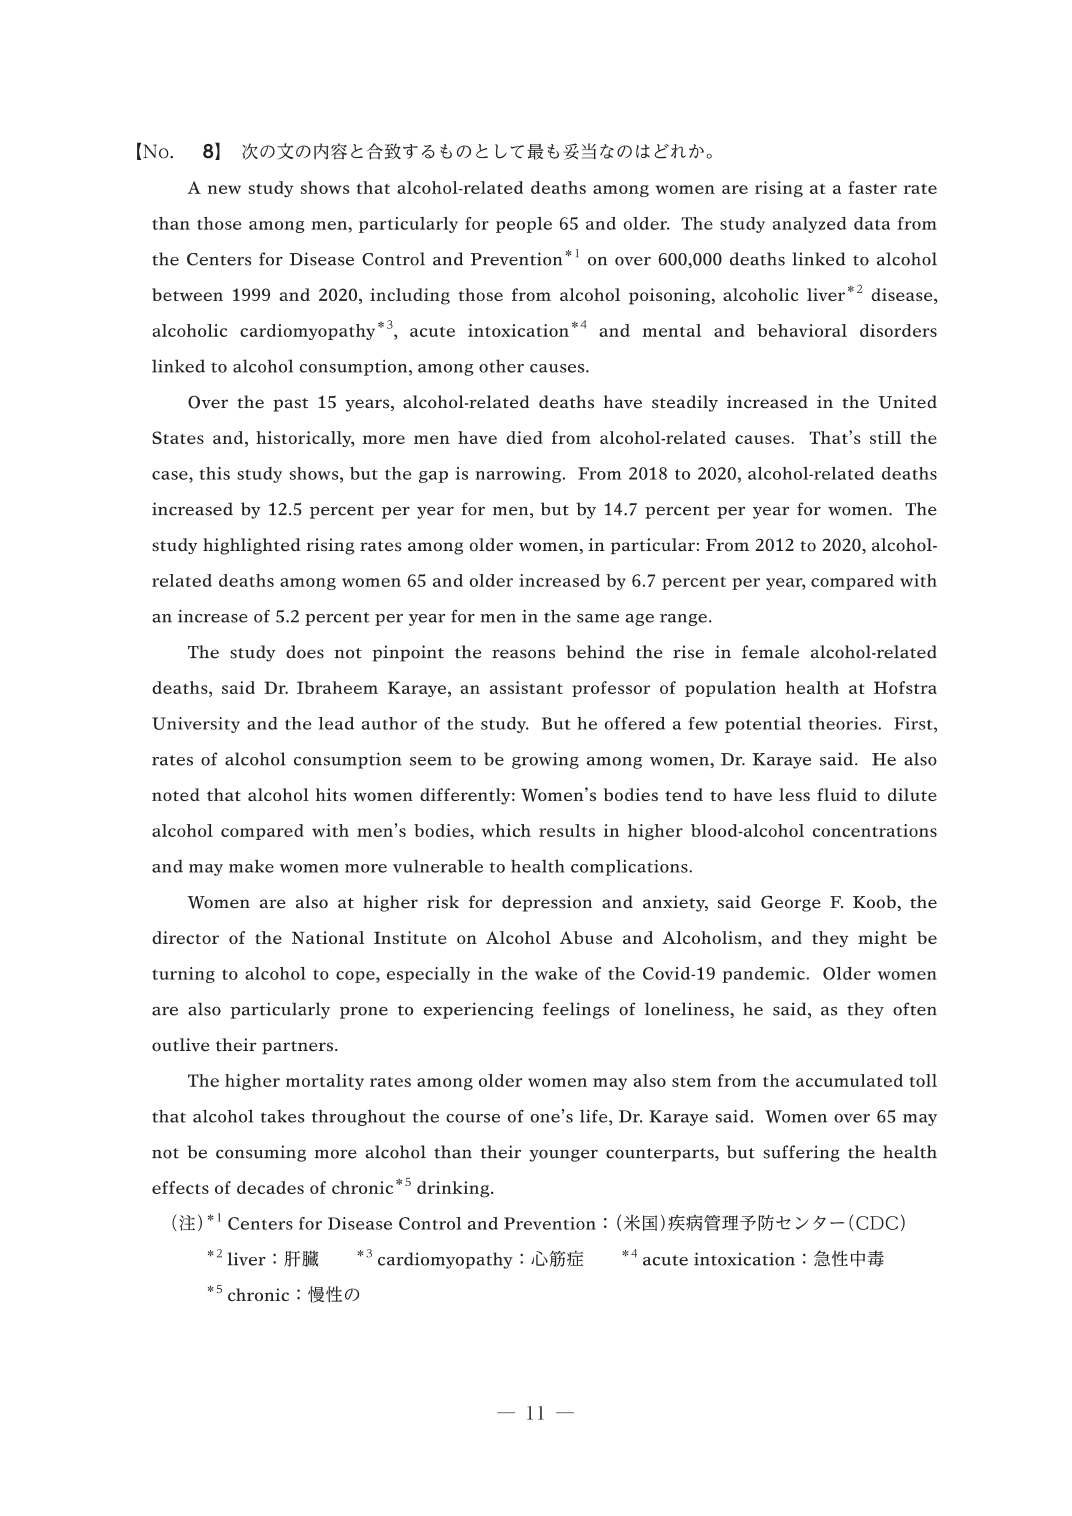 【No. 8】 次の文の内容と合致するものとして最も妥当なのはどれか。
A new study shows that alcohol-related deaths among women are rising at a faster rate
than those among men, particularly for people 65 and older. The study analyzed data from
the Centers for Disease Control and Prevention*1 on over 600,000 deaths linked to alcohol
between 1999 and 2020, including those from alcohol poisoning, alcoholic liver*2 disease,
alcoholic cardiomyopathy*3, acute intoxication*4 and mental and behavioral disorders
linked to alcohol consumption, among other causes.
Over the past 15 years, alcohol-related deaths have steadily increased in the United
States and, historically, more men have died from alcohol-related causes. That's still the
case, this study shows, but the gap is narrowing. From 2018 to 2020, alcohol-related deaths
increased by 12.5 percent per year for men, but by 14.7 percent per year for women. The
study highlighted rising rates among older women, in particular: From 2012 to 2020, alcohol-
related deaths among women 65 and older increased by 6.7 percent per year, compared with
an increase of 5.2 percent per year for men in the same age range.
The study does not pinpoint the reasons behind the rise in female alcohol-related
deaths, said Dr. Ibraheem Karaye, an assistant professor of population health at Hofstra
University and the lead author of the study. But he offered a few potential theories. First,
rates of alcohol consumption seem to be growing among women, Dr. Karaye said. He also
noted that alcohol hits women differently: Women's bodies tend to have less fluid to dilute
alcohol compared with men's bodies, which results in higher blood-alcohol concentrations
and may make women more vulnerable to health complications.
Women are also at higher risk for depression and anxiety, said George F. Koob, the
director of the National Institute on Alcohol Abuse and Alcoholism, and they might be
turning to alcohol to cope, especially in the wake of the Covid-19 pandemic. Older women
are also particularly prone to experiencing feelings of loneliness, he said, as they often
outlive their partners.
The higher mortality rates among older women may also stem from the accumulated toll
that alcohol takes throughout the course of one's life, Dr. Karaye said. Women over 65 may
not be consuming more alcohol than their younger counterparts, but suffering the health
effects of decades of chronic*5 drinking.
(注)*1 Centers for Disease Control and Prevention:(米国)疾病管理予防センター(CDC)
*2 liver:肝臓 *3 cardiomyopathy:心筋症 *4 acute intoxication:急性中毒
*5 chronic:慢性の
— 11 —